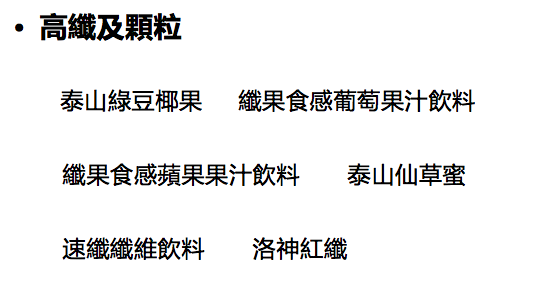 • 高纖及顆粒
泰山綠豆椰果 纖果食感葡萄果汁飲料
纖果食感蘋果果汁飲料 泰山仙草蜜
速纖纖維飲料 洛神紅纖